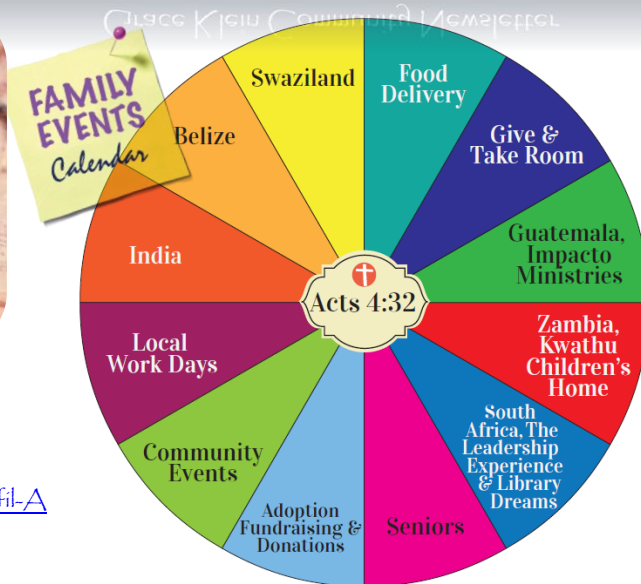 Grace Klein Community Newsletter
FAMILY
EVENTS
Calendar
Swaziland
Food
Delivery
Give &
Take Room
Guatemala,
Impacto
Ministries
Zambia,
Kwathu
Children's
Home
South
Africa, The
Leadership
Experience
& Library
Dreams
Seniors
Adoption
Fundraising &
Donations
Community
Events
Local
Work Days
India
Belize
Acts 4:32
fil-A